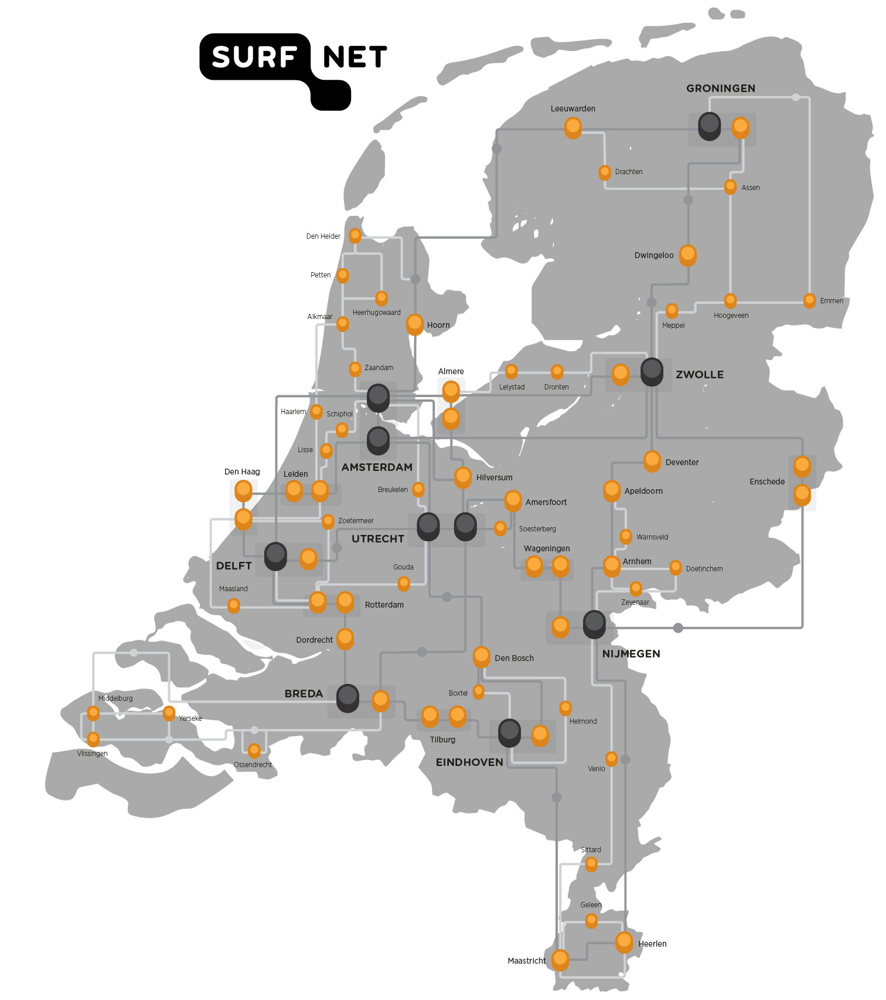 SURF NET
GRONINGEN
Leeuwarden
Drachten
Assen
Den Helder
Dwingeloo
Petten
Emmen
Heerhugowaard
Hoogeveen
Alkmaar
Hoorn
Meppel
Zaandam
Almere
ZWOLLE
Lelystad
Dronten
Haarlem
Schiphol
Lisse
AMSTERDAM
Deventer
Den Haag
Leiden
Hilversum
Enschede
Breukelen
Apeldoorn
Amersfoort
Zoetermeer
Soesterberg
UTRECHT
Warnsveld
Wageningen
DELFT
Gouda
Arnhem
Doetinchem
Maasland
Rotterdam
Zevenaar
Dordrecht
NIJMEGEN
Den Bosch
BREDA
Boxtel
Middelburg
Yerseke
Helmond
Tilburg
Vlissingen
Ossendrecht
EINDHOVEN
Venlo
Sittard
Geleen
Heerlen
Maastricht